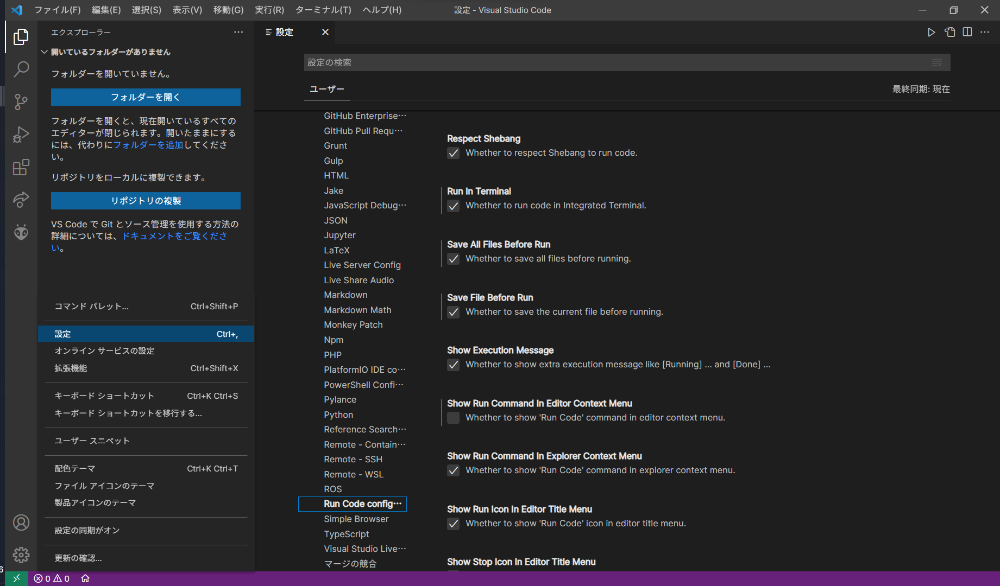 ファイル(F) 編集(E) 選択(S) 表示(V) 移動(G) 実行(R) ターミナル(T) ヘルプ(H) 設定 - Visual Studio Code
エクスプローラー
開いているフォルダーがありません
フォルダーを開いていません。
フォルダーを開く
フォルダーを開くと、現在開いているすべての
エディターが閉じられます。開いたままにする
には、代わりにフォルダーを追加してくださ
い。
リポジトリをローカルに複製できます。
リポジトリの複製
VS Code で Git とソース管理を使用する方法の
詳細については、ドキュメントをご覧くださ
い。
コマンド パレット... Ctrl+Shift+P
設定 Ctrl+,
オンライン サービスの設定
拡張機能 Ctrl+Shift+X
キーボード ショートカット Ctrl+K Ctrl+S
キーボード ショートカットを移行する...
ユーザー スニペット
配色テーマ Ctrl+K Ctrl+T
ファイル アイコンのテーマ
製品アイコンのテーマ
設定の同期がオン
更新の確認...
設定
設定の検索
ユーザー
最終同期: 現在
GitHub Enterprise…
GitHub Pull Requ…
Grunt
Gulp
HTML
Jake
JavaScript Debug…
JSON
Jupyter
LaTeX
Live Server Config
Live Share Audio
Markdown
Markdown Math
Monkey Patch
Npm
PHP
PlatformIO IDE co…
PowerShell Confi…
Pylance
Python
Reference Search…
Remote - Contain…
Remote - SSH
Remote - WSL
ROS
Run Code config…
Simple Browser
TypeScript
Visual Studio Live…
マージの競合
Respect Shebang
Whether to respect Shebang to run code.
Run In Terminal
Whether to run code in Integrated Terminal.
Save All Files Before Run
Whether to save all files before running.
Save File Before Run
Whether to save the current file before running.
Show Execution Message
Whether to show extra execution message like [Running] ... and [Done] ...
Show Run Command In Editor Context Menu
Whether to show 'Run Code' command in editor context menu.
Show Run Command In Explorer Context Menu
Whether to show 'Run Code' command in explorer context menu.
Show Run Icon In Editor Title Menu
Whether to show 'Run Code' icon in editor title menu.
Show Stop Icon In Editor Title Menu
6
0 0